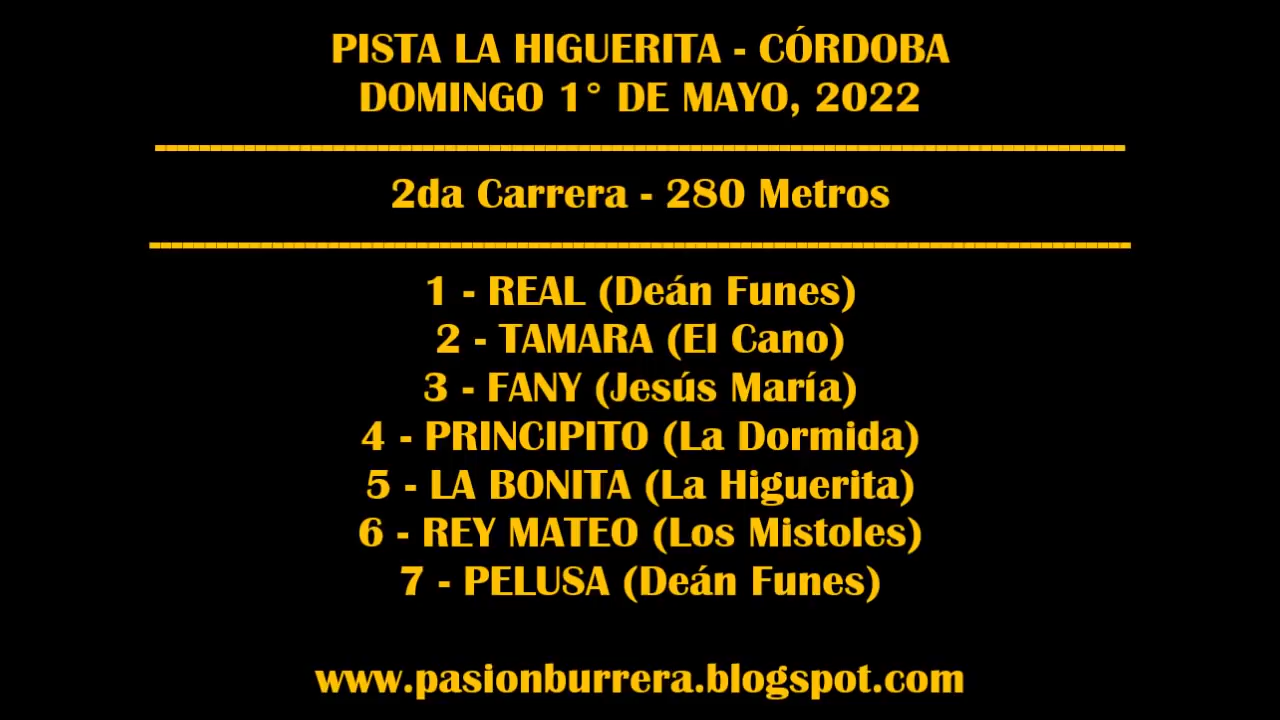 PISTA LA HIGUERITA - CÓRDOBA
DOMINGO 1° DE MAYO, 2022
--------------------------------------------------------------------------------
2da Carrera - 280 Metros
---------------------------------------------------------------------------------
1 - REAL (Deán Funes)
2 - TAMARA (El Cano)
3 - FANY (Jesús María)
4 - PRINCIPITO (La Dormida)
5 - LA BONITA (La Higuerita)
6 - REY MATEO (Los Mistoles)
7 - PELUSA (Deán Funes)
www.pasionburrera.blogspot.com